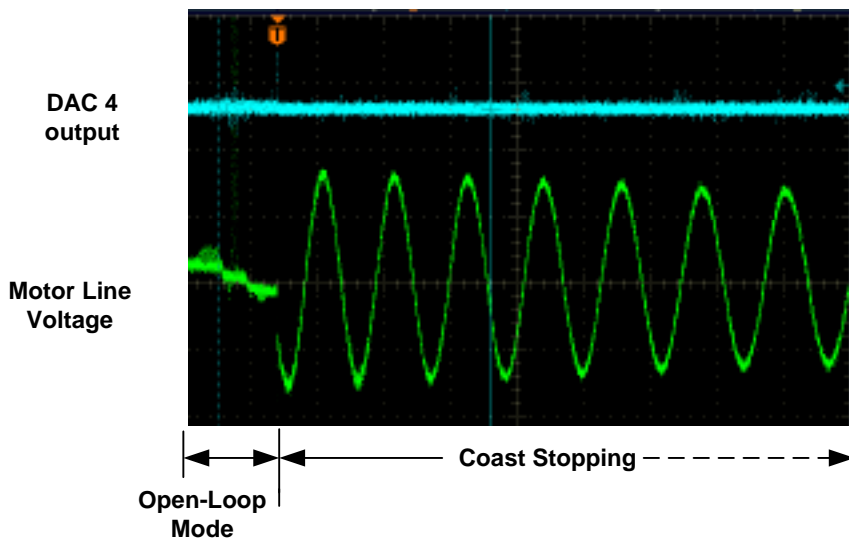 T
DAC 4
output
Motor Line
Voltage
Coast Stopping
Open-Loop
Mode